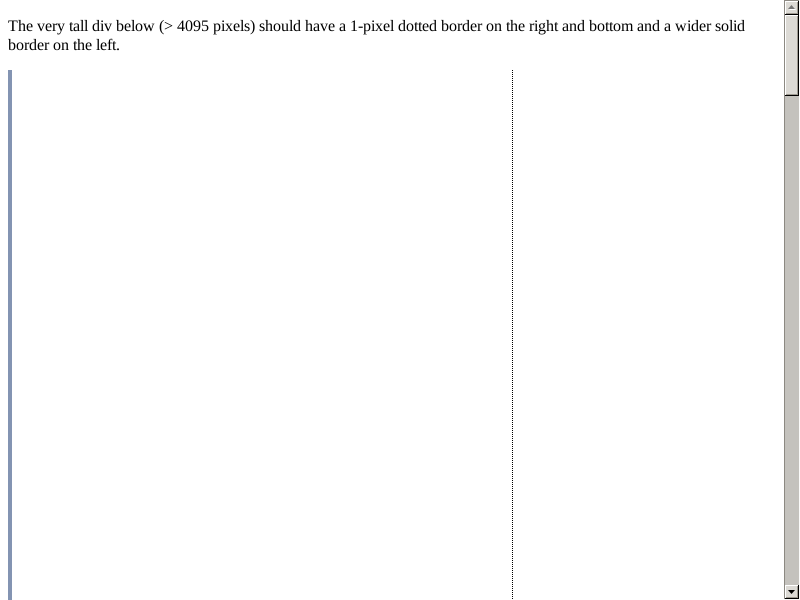 The very tall div below (> 4095 pixels) should have a 1-pixel dotted border on the right and bottom and a wider solid
border on the left.